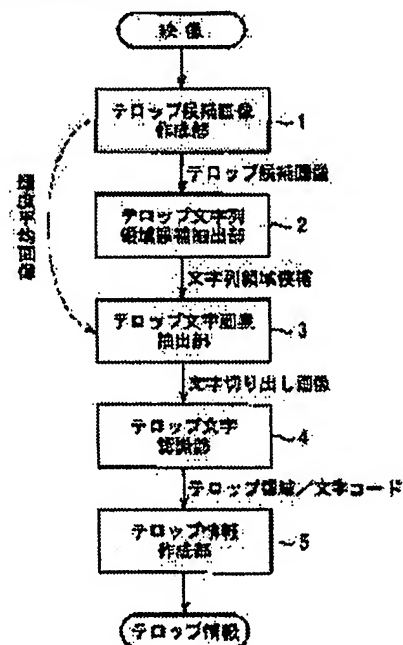 映像
テロップ候補画像
作成部
1
テロップ候補画像
テロップ文字列
領域候補抽出部
2
文字列領域候補
テロップ文字画素
抽出部
3
文字切り出し画像
テロップ文字
認識部
4
テロップ領域/文字コード
テロップ情報
作成部
5
テロップ情報